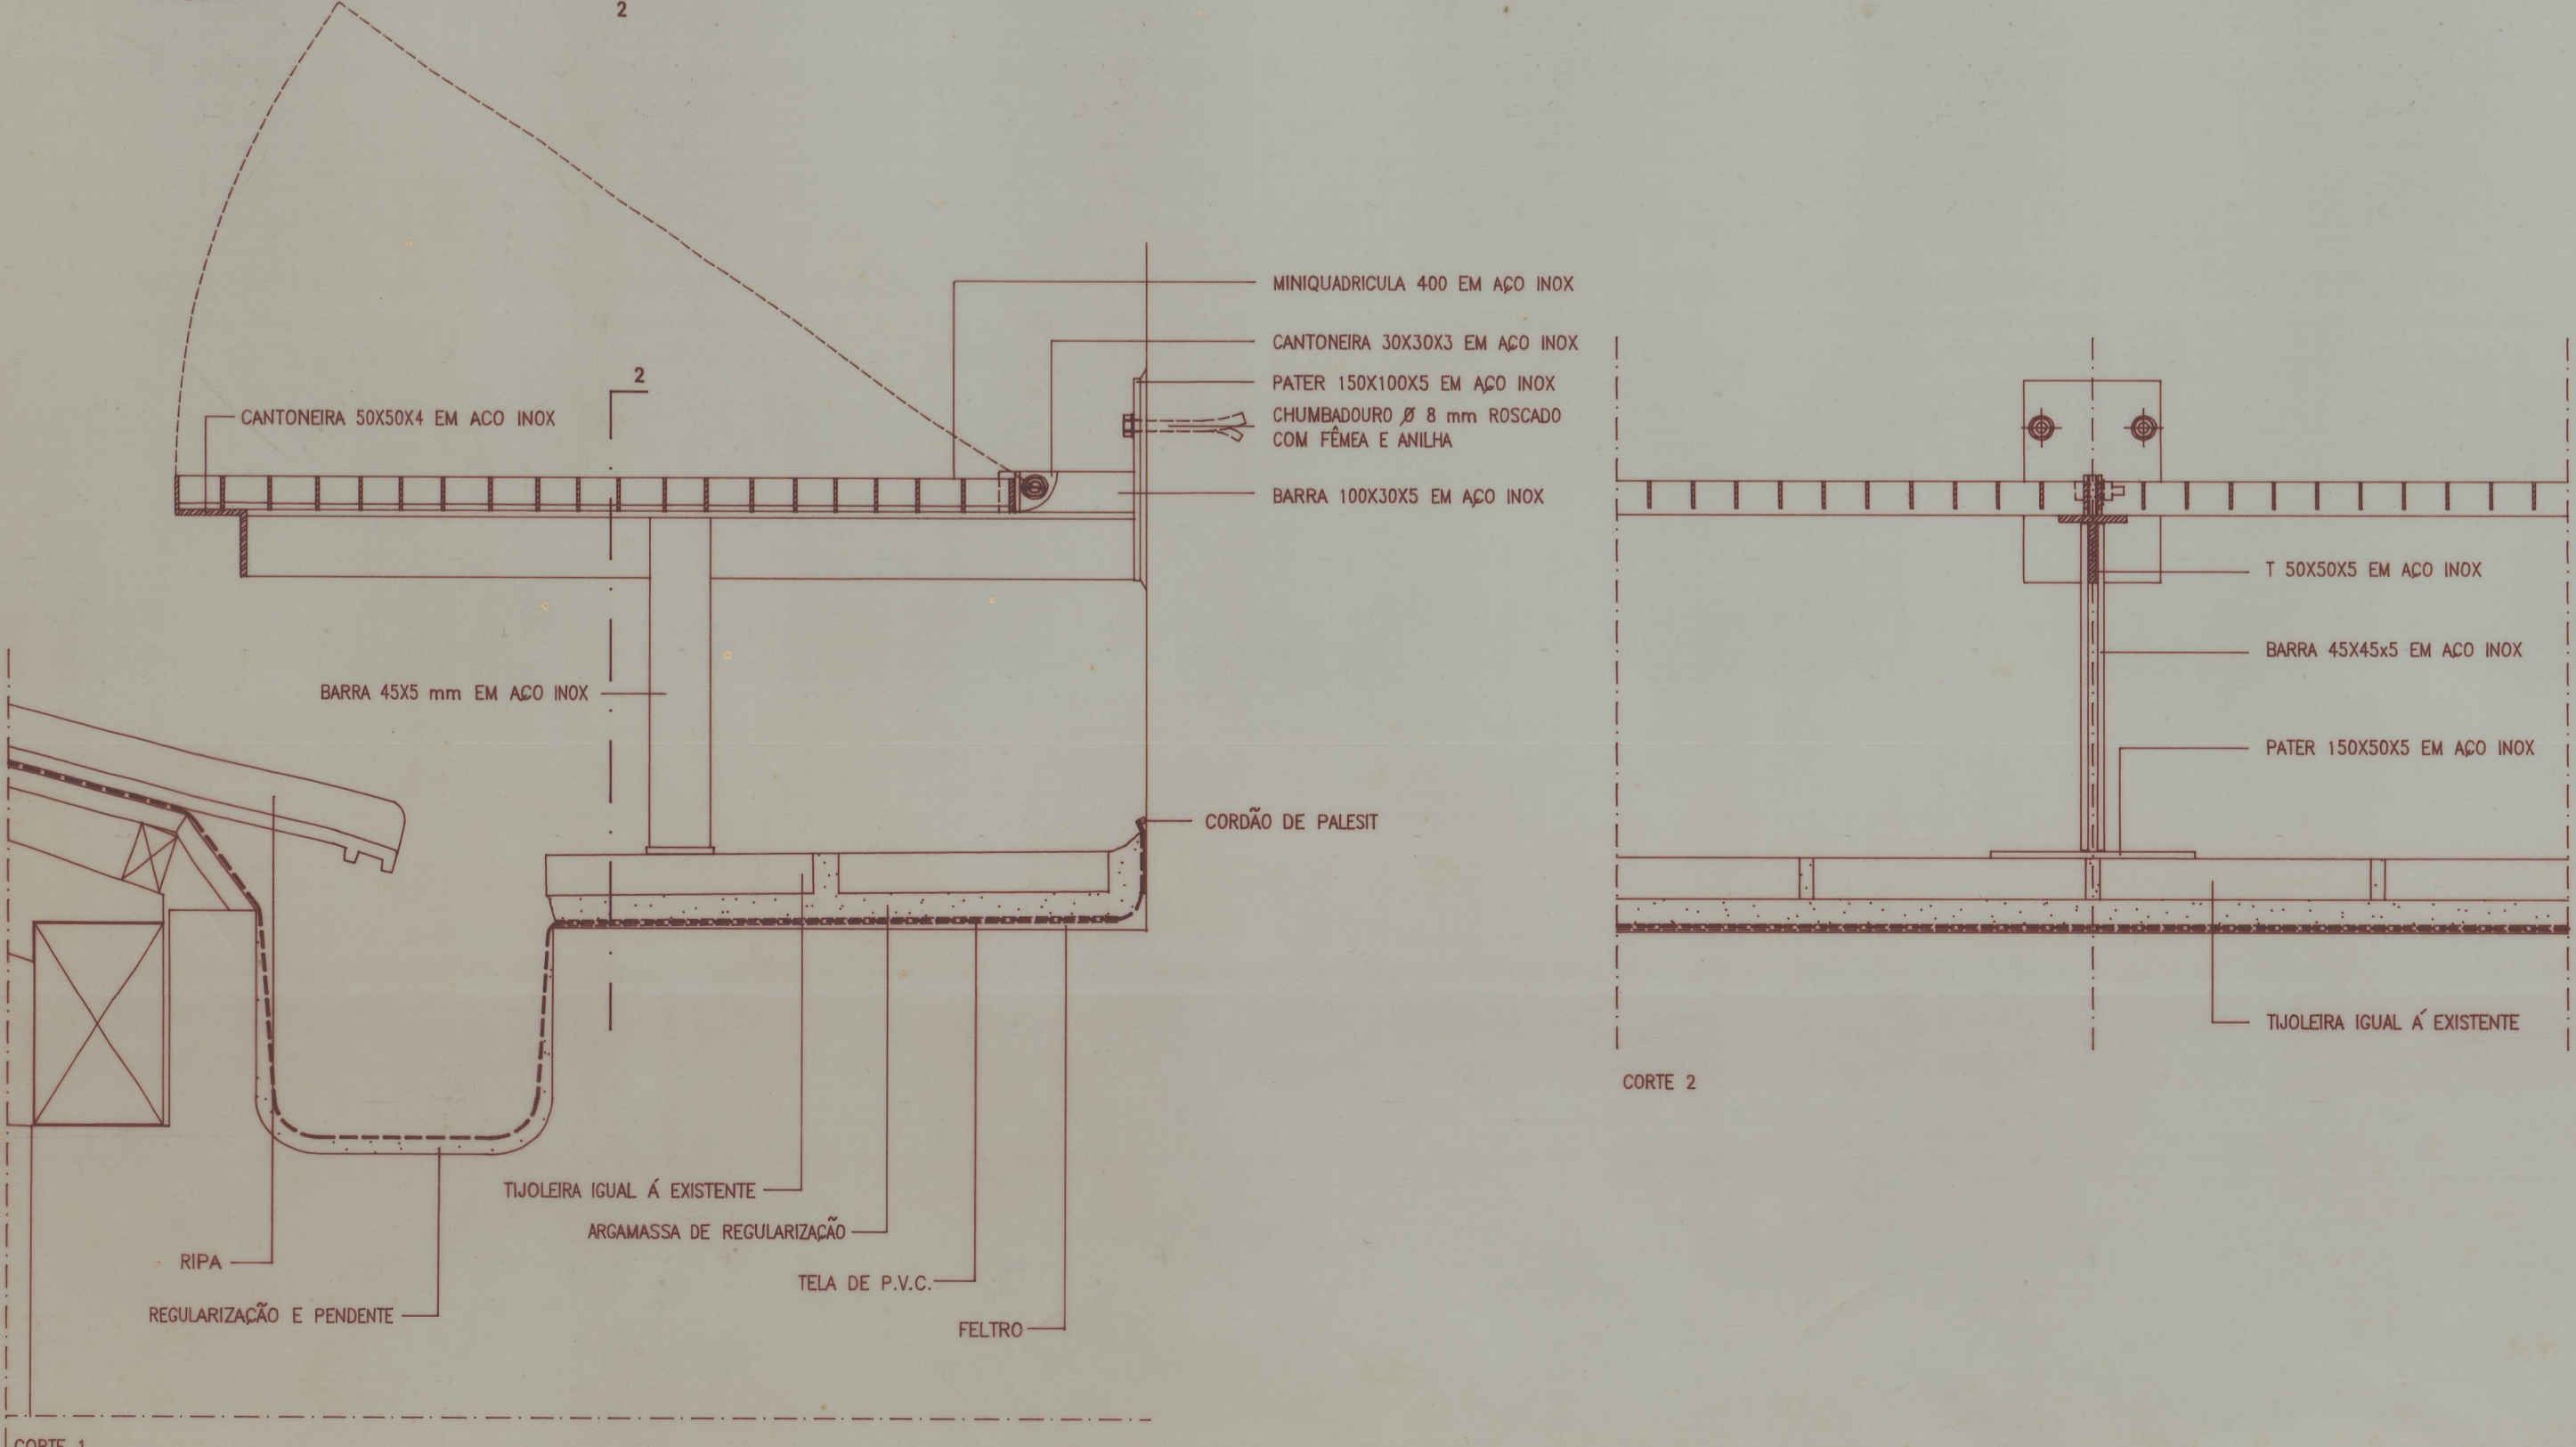 2
MINIQUADRICULA 400 EM AÇO INOX
CANTONEIRA 30X30X3 EM AÇO INOX
2
PATER 150X100X5 EM AÇO INOX
CANTONEIRA 50X50X4 EM ACO INOX
CHUMBADOURO Ø 8 mm ROSCADO
COM FÊMEA E ANILHA
BARRA 100X30X5 EM AÇO INOX
T 50X50X5 EM AÇO INOX
BARRA 45X45x5 EM AÇO INOX
BARRA 45X5 mm EM AÇO INOX
PATER 150X50X5 EM AÇO INOX
CORDÃO DE PALESIT
TIJOLEIRA IGUAL Á EXISTENTE
CORTE 2
TIJOLEIRA IGUAL Á EXISTENTE
ARGAMASSA DE REGULARIZAÇÃO
RIPA
TELA DE P.V.C.
REGULARIZAÇÃO E PENDENTE
FELTRO
CORTE 1